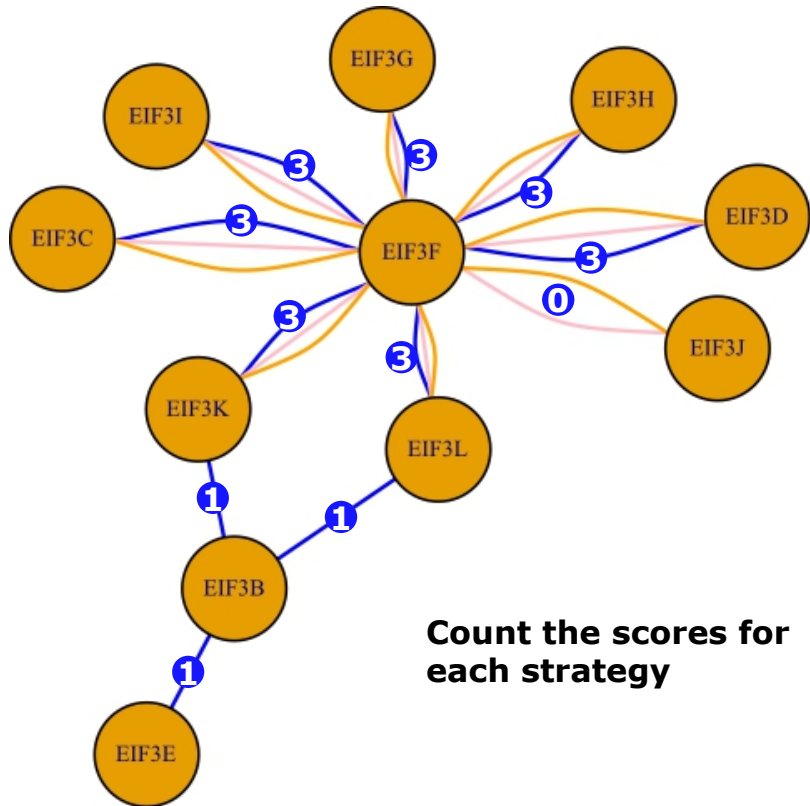 EIF3G
EIF3I
EIF3H
3
3
3
EIF3C
3
EIF3F
EIF3D
3
0
3
EIF3J
3
EIF3K
EIF3L
1
1
EIF3B
Count the scores for
each strategy
1
EIF3E